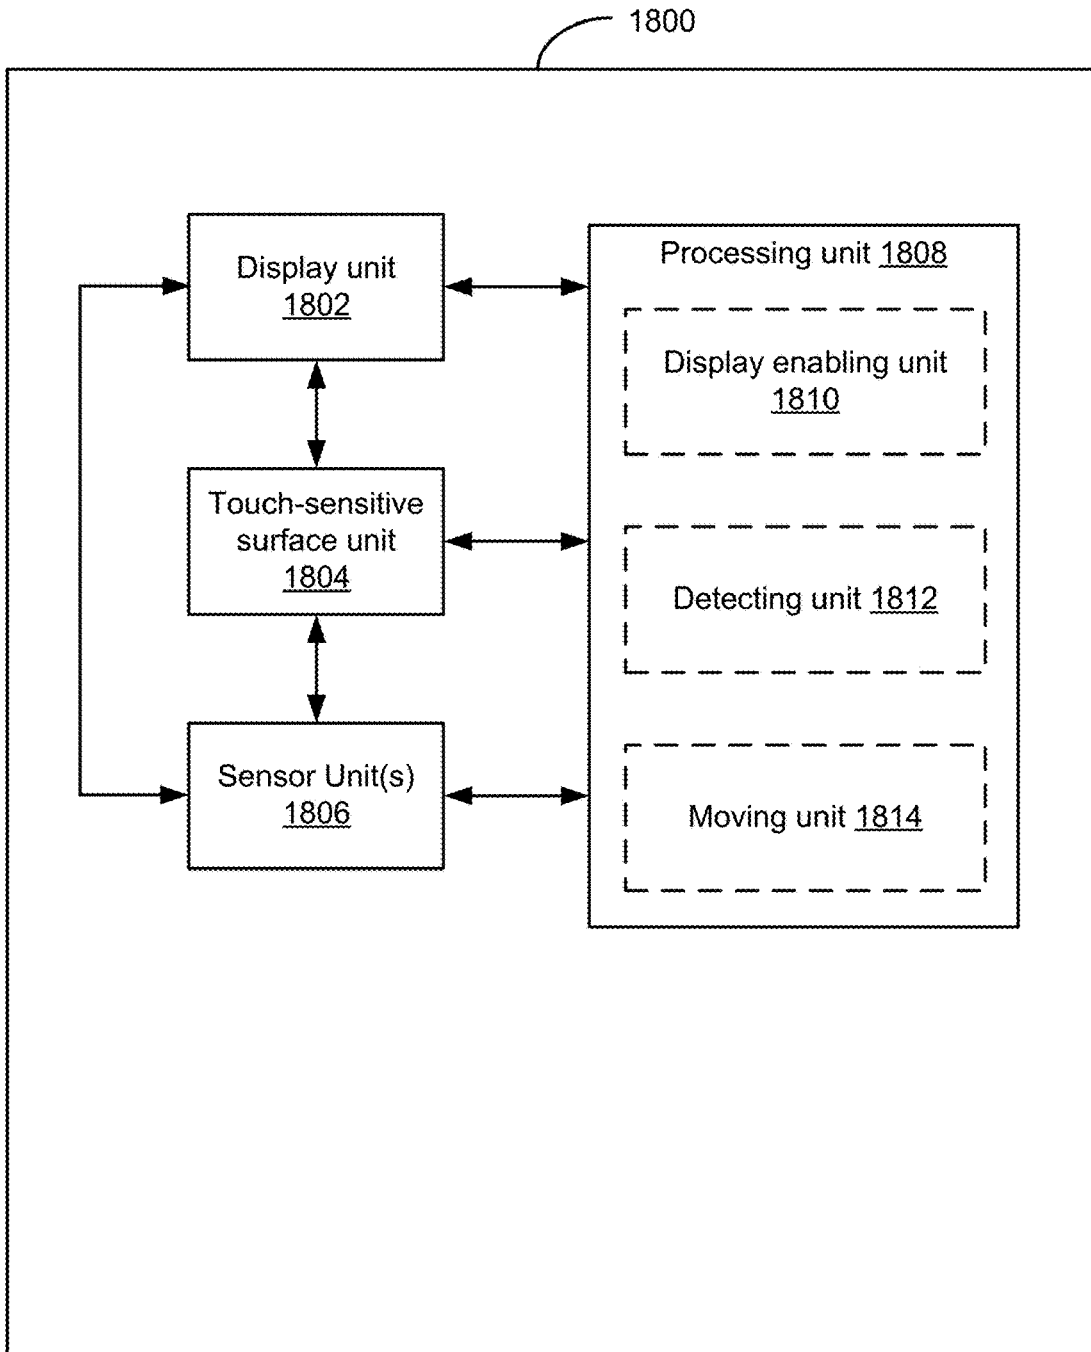 1800
Display unit
1802
Touch-sensitive
surface unit
1804
Sensor Unit(s)
1806
Processing unit 1808
Display enabling unit
1810
Detecting unit 1812
Moving unit 1814